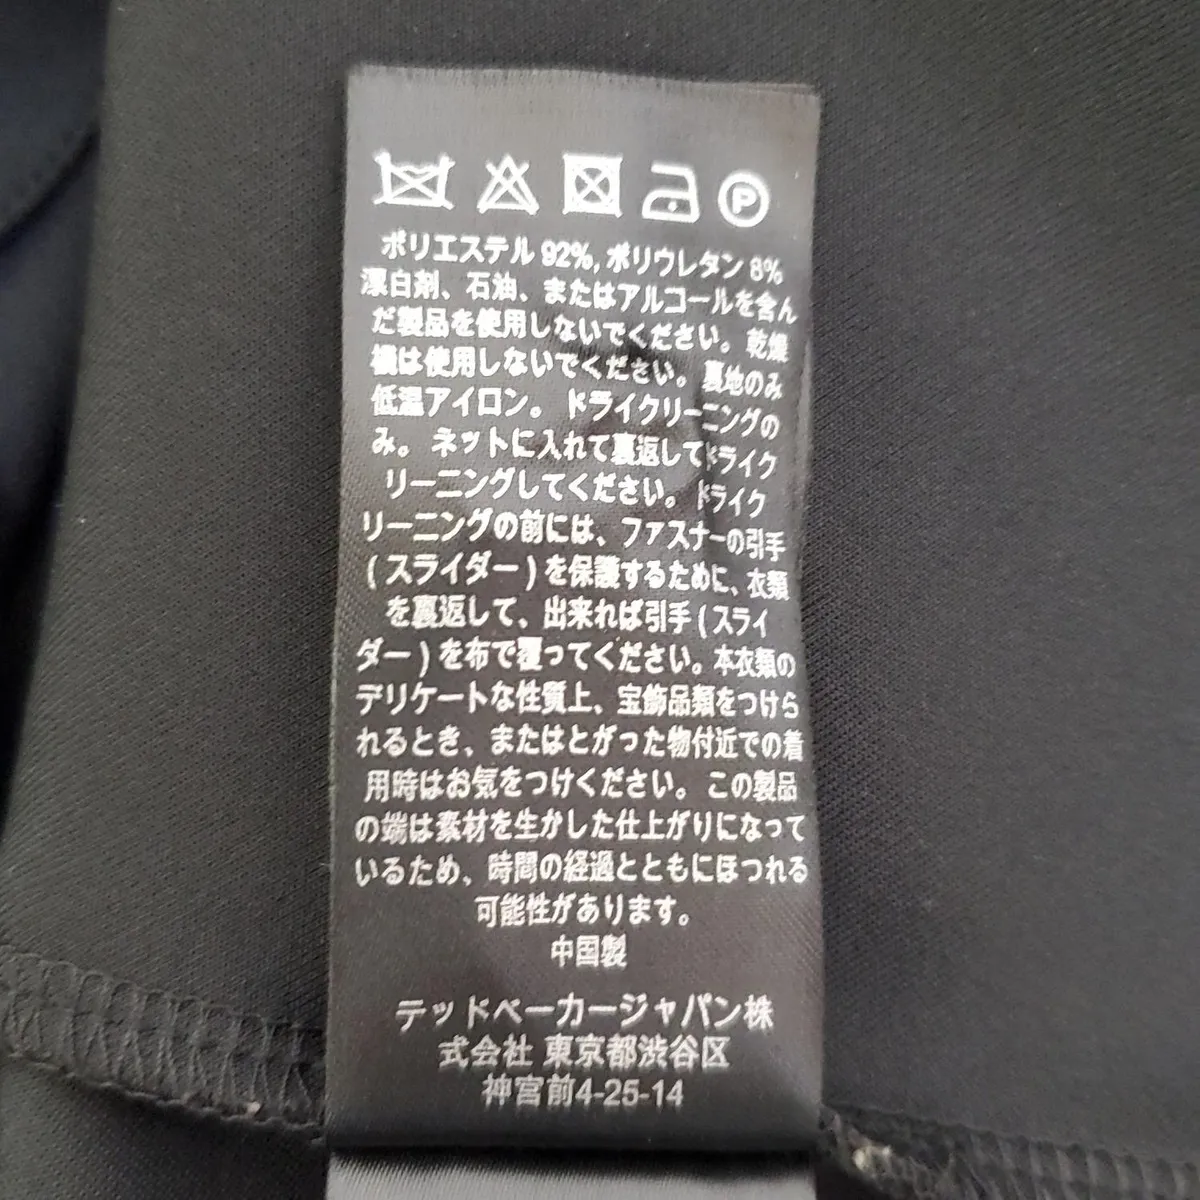 P
ポリエステル 92%, ポリウレタン 8%
漂白剤、石油、またはアルコールを含ん
だ製品を使用しないでください。乾燥
機は使用しないでください。裏地のみ
低温アイロン。 ドライクリーニングの
み。 ネットに入れて裏返してドライク
リーニングしてください。ドライク
リーニングの前には、ファスナーの引手
(スライダー)を保護するために、衣類
を裏返して、出来れば引手(スライ
ダー)を布で覆ってください。本衣類の
デリケートな性質上、宝飾品類をつけら
れるとき、またはとがった物付近での着
用時はお気をつけください。 この製品
の端は素材を生かした仕上がりになって
いるため、時間の経過とともにほつれる
可能性があります。
中国製
テッドベーカージャパン株
式会社 東京都渋谷区
神宮前4-25-14